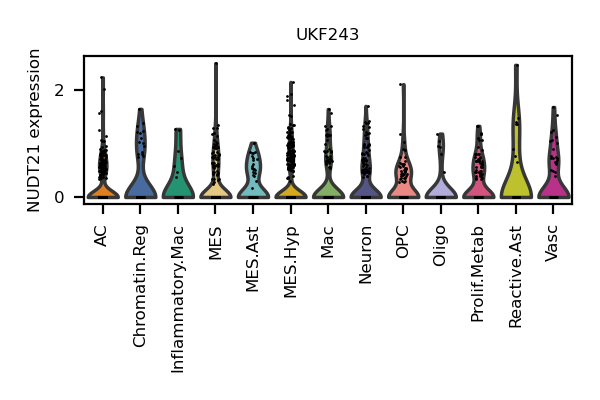 UKF243
NUDT21 expression
2
0
AC
Chromatin.Reg
Inflammatory.Mac
MES
MES.Ast
MES.Hyp
Mac
Neuron
OPC
Oligo
Prolif.Metab
Reactive.Ast
Vasc